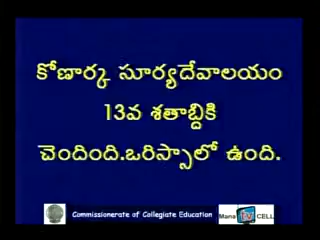 కోణార్క సూర్యదేవాలయం
13వ శతాబ్దికి
చెందింది.ఒరిస్సాలో ఉంది.
Commissionerate of Collegiate Education Mana TV CELL